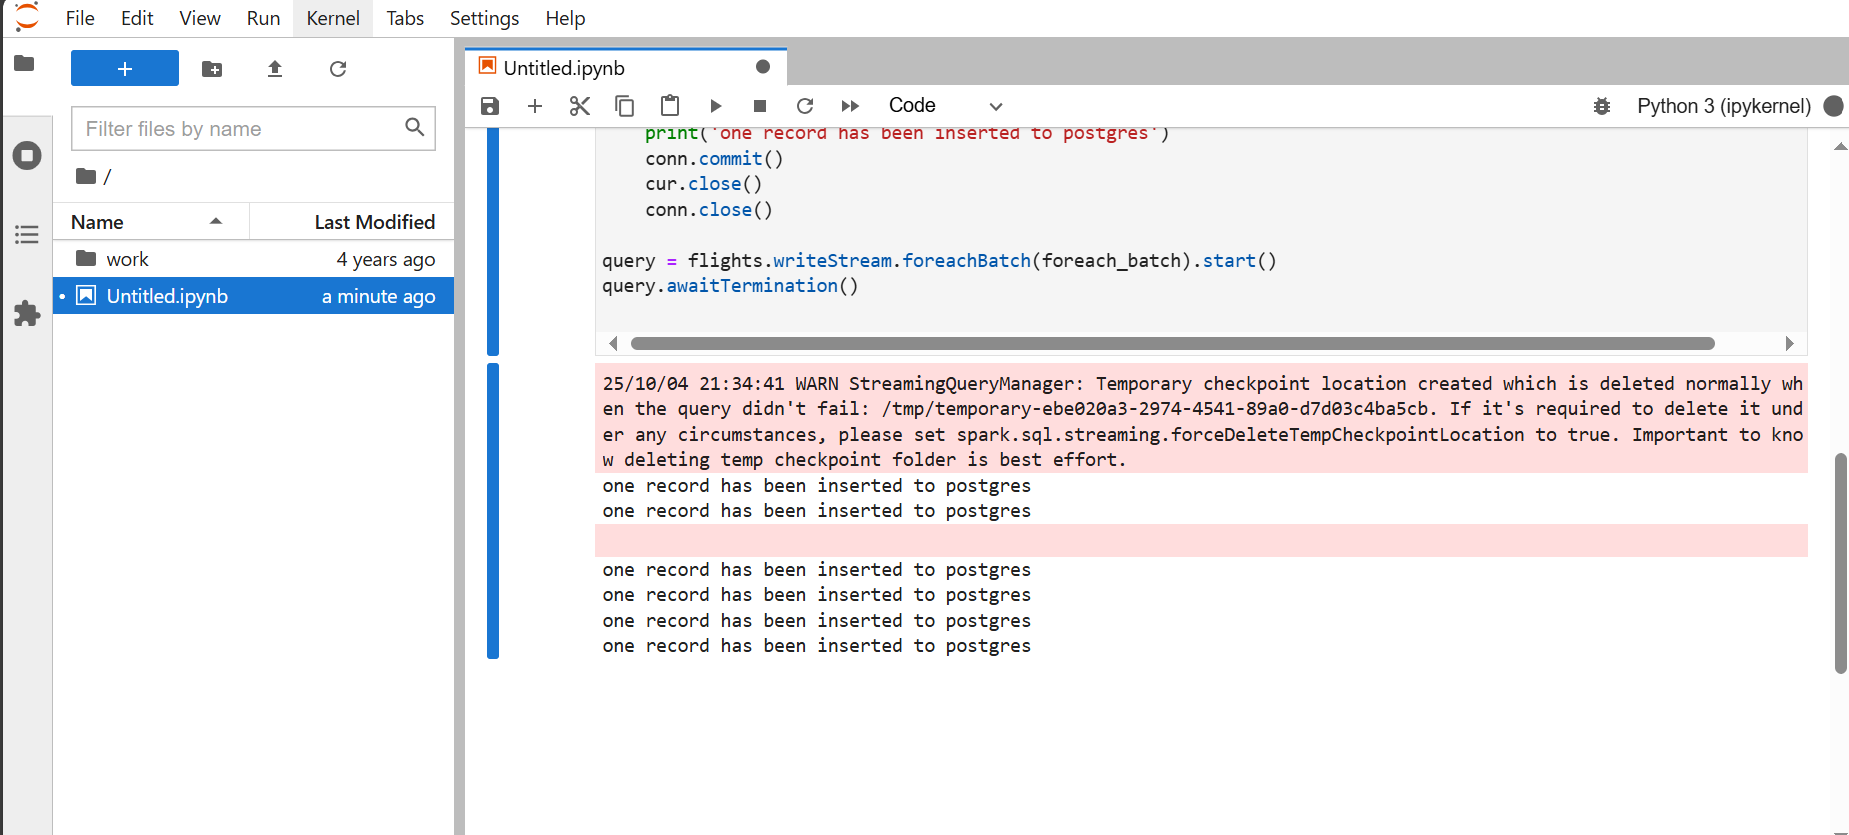 File Edit View Run Kernel Tabs Settings Help
+
Filter files by name
/
Name Last Modified
work 4 years ago
Untitled.ipynb a minute ago
Untitled.ipynb
Code
Python 3 (ipykernel)
print('one record has been inserted to postgres')
conn.commit()
cur.close()
conn.close()
query = flights.writeStream.foreachBatch(foreach_batch).start()
query.awaitTermination()
25/10/04 21:34:41 WARN StreamingQueryManager: Temporary checkpoint location created which is deleted normally wh
en the query didn't fail: /tmp/temporary-ebe020a3-2974-4541-89a0-d7d03c4ba5cb. If it's required to delete it und
er any circumstances, please set spark.sql.streaming.forceDeleteTempCheckpointLocation to true. Important to kno
w deleting temp checkpoint folder is best effort.
one record has been inserted to postgres
one record has been inserted to postgres
one record has been inserted to postgres
one record has been inserted to postgres
one record has been inserted to postgres
one record has been inserted to postgres